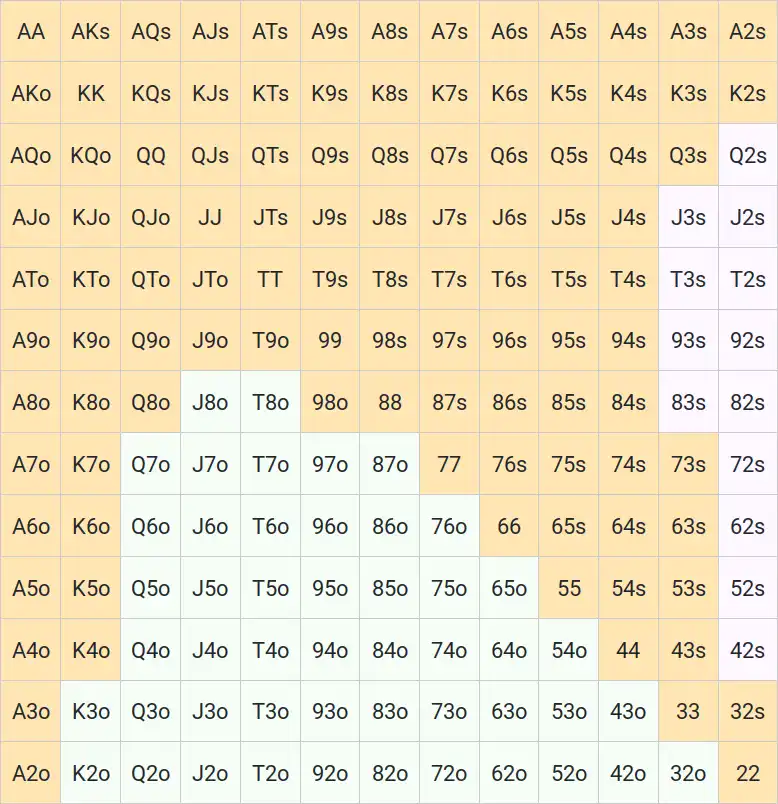 AA AKs AQs AJs ATs A9s A8s A7s A6s A5s A4s A3s A2s
AKo KK KQs KJs KTs K9s K8s K7s K6s K5s K4s K3s K2s
AQo KQo QQ QJs QTs Q9s Q8s Q7s Q6s Q5s Q4s Q3s Q2s
AJo KJo QJo JJ JTs J9s J8s J7s J6s J5s J4s J3s J2s
ATo KTo QTo JTo TT T9s T8s T7s T6s T5s T4s T3s T2s
A9o K9o Q9o J9o T9o 99 98s 97s 96s 95s 94s 93s 92s
A8o K8o Q8o J8o T8o 98o 88 87s 86s 85s 84s 83s 82s
A7o K7o Q7o J7o T7o 97o 87o 77 76s 75s 74s 73s 72s
A6o K6o Q6o J6o T6o 96o 86o 76o 66 65s 64s 63s 62s
A5o K5o Q5o J5o T5o 95o 85o 75o 65o 55 54s 53s 52s
A4o K4o Q4o J4o T4o 94o 84o 74o 64o 54o 44 43s 42s
A3o K3o Q3o J3o T3o 93o 83o 73o 63o 53o 43o 33 32s
A2o K2o Q2o J2o T2o 92o 82o 72o 62o 52o 42o 32o 22